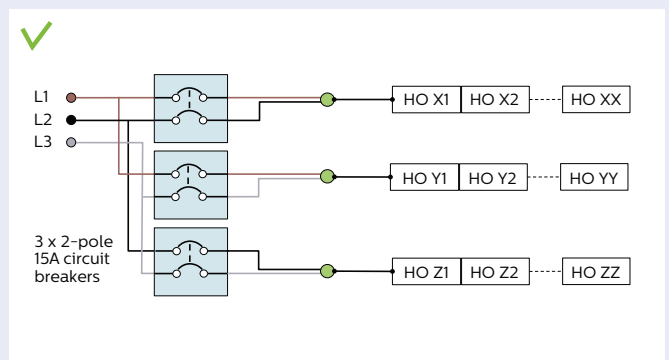 L1
L2
L3
HO X1 HO X2 HO XX
HO Y1 HO Y2 HO YY
3 x 2-pole
15A circuit
breakers
HO Z1 HO Z2 HO ZZ